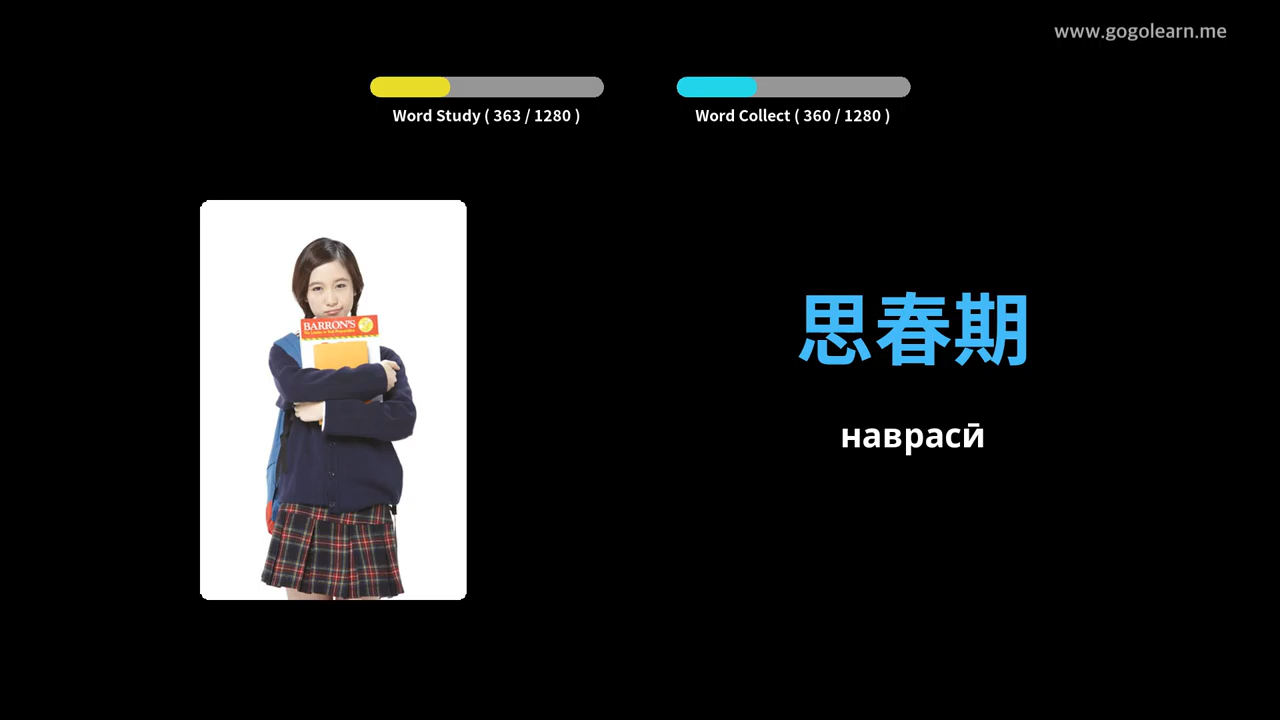 www.gogolearn.me
Word Study ( 363 / 1280 )
Word Collect ( 360 / 1280 )
BARRON'S
思春期
наврасӣ